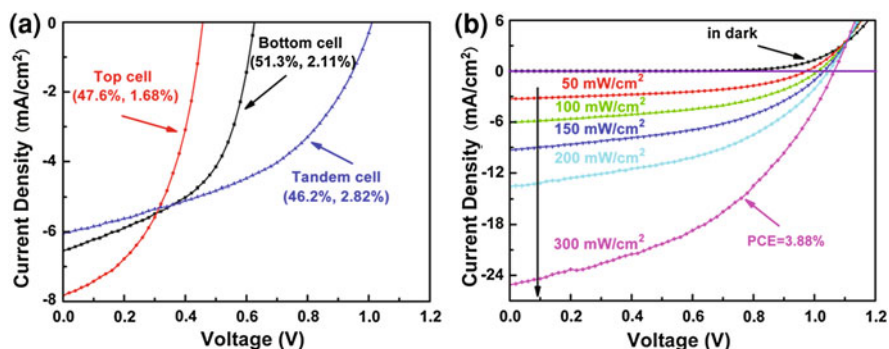 (a)
0
-2
-4
-6
-8
Current Density (mA/cm²)
Top cell
(47.6%, 1.68%)
Bottom cell
(51.3%, 2.11%)
Tandem cell
(46.2%, 2.82%)
0.0 0.2 0.4 0.6 0.8 1.0 1.2
Voltage (V)
(b)
6
0
-6
-12
-18
-24
Current Density (mA/cm²)
in dark
50 mW/cm²
100 mW/cm²
150 mW/cm²
200 mW/cm²
300 mW/cm²
PCE=3.88%
0.0 0.2 0.4 0.6 0.8 1.0 1.2
Voltage (V)